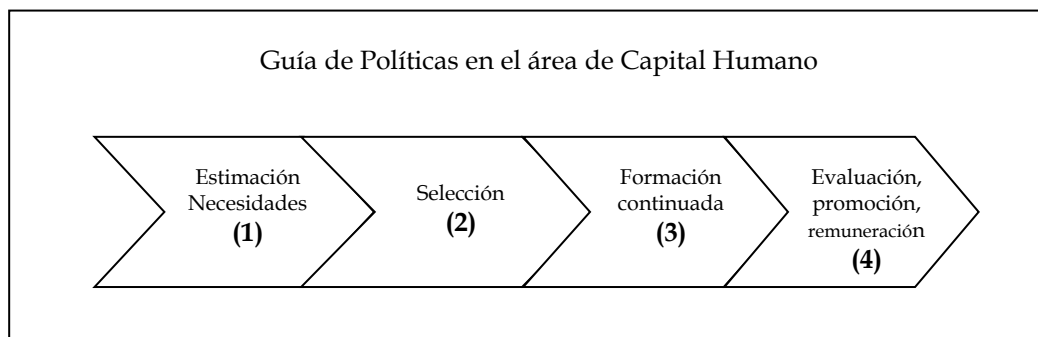 Guía de Políticas en el área de Capital Humano
Estimación
Necesidades
(1)
Selección
(2)
Formación
continuada
(3)
Evaluación,
promoción,
remuneración
(4)